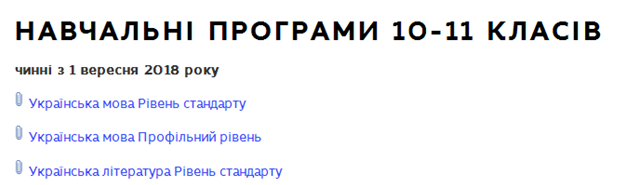 НАВЧАЛЬНІ ПРОГРАМИ 10-11 КЛАСІВ
чинні з 1 вересня 2018 року
Українська мова Рівень стандарту
Українська мова Профільний рівень
Українська література Рівень стандарту